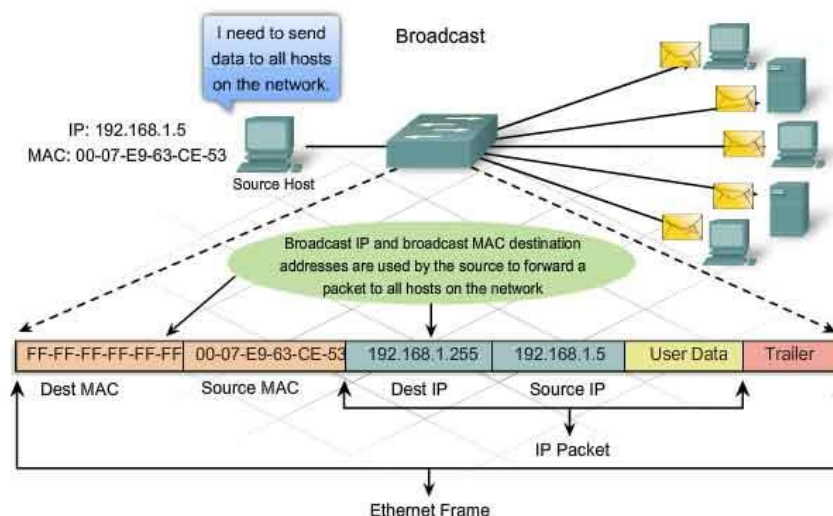 I need to send
data to all hosts
on the network.
Broadcast
IP: 192.168.1.5
MAC: 00-07-E9-63-CE-53
Source Host
Broadcast IP and broadcast MAC destination
addresses are used by the source to forward a
packet to all hosts on the network
FF-FF-FF-FF-FF-FF 00-07-E9-63-CE-53 192.168.1.255 192.168.1.5 User Data Trailer
Dest MAC Source MAC Dest IP Source IP
IP Packet
Ethernet Frame